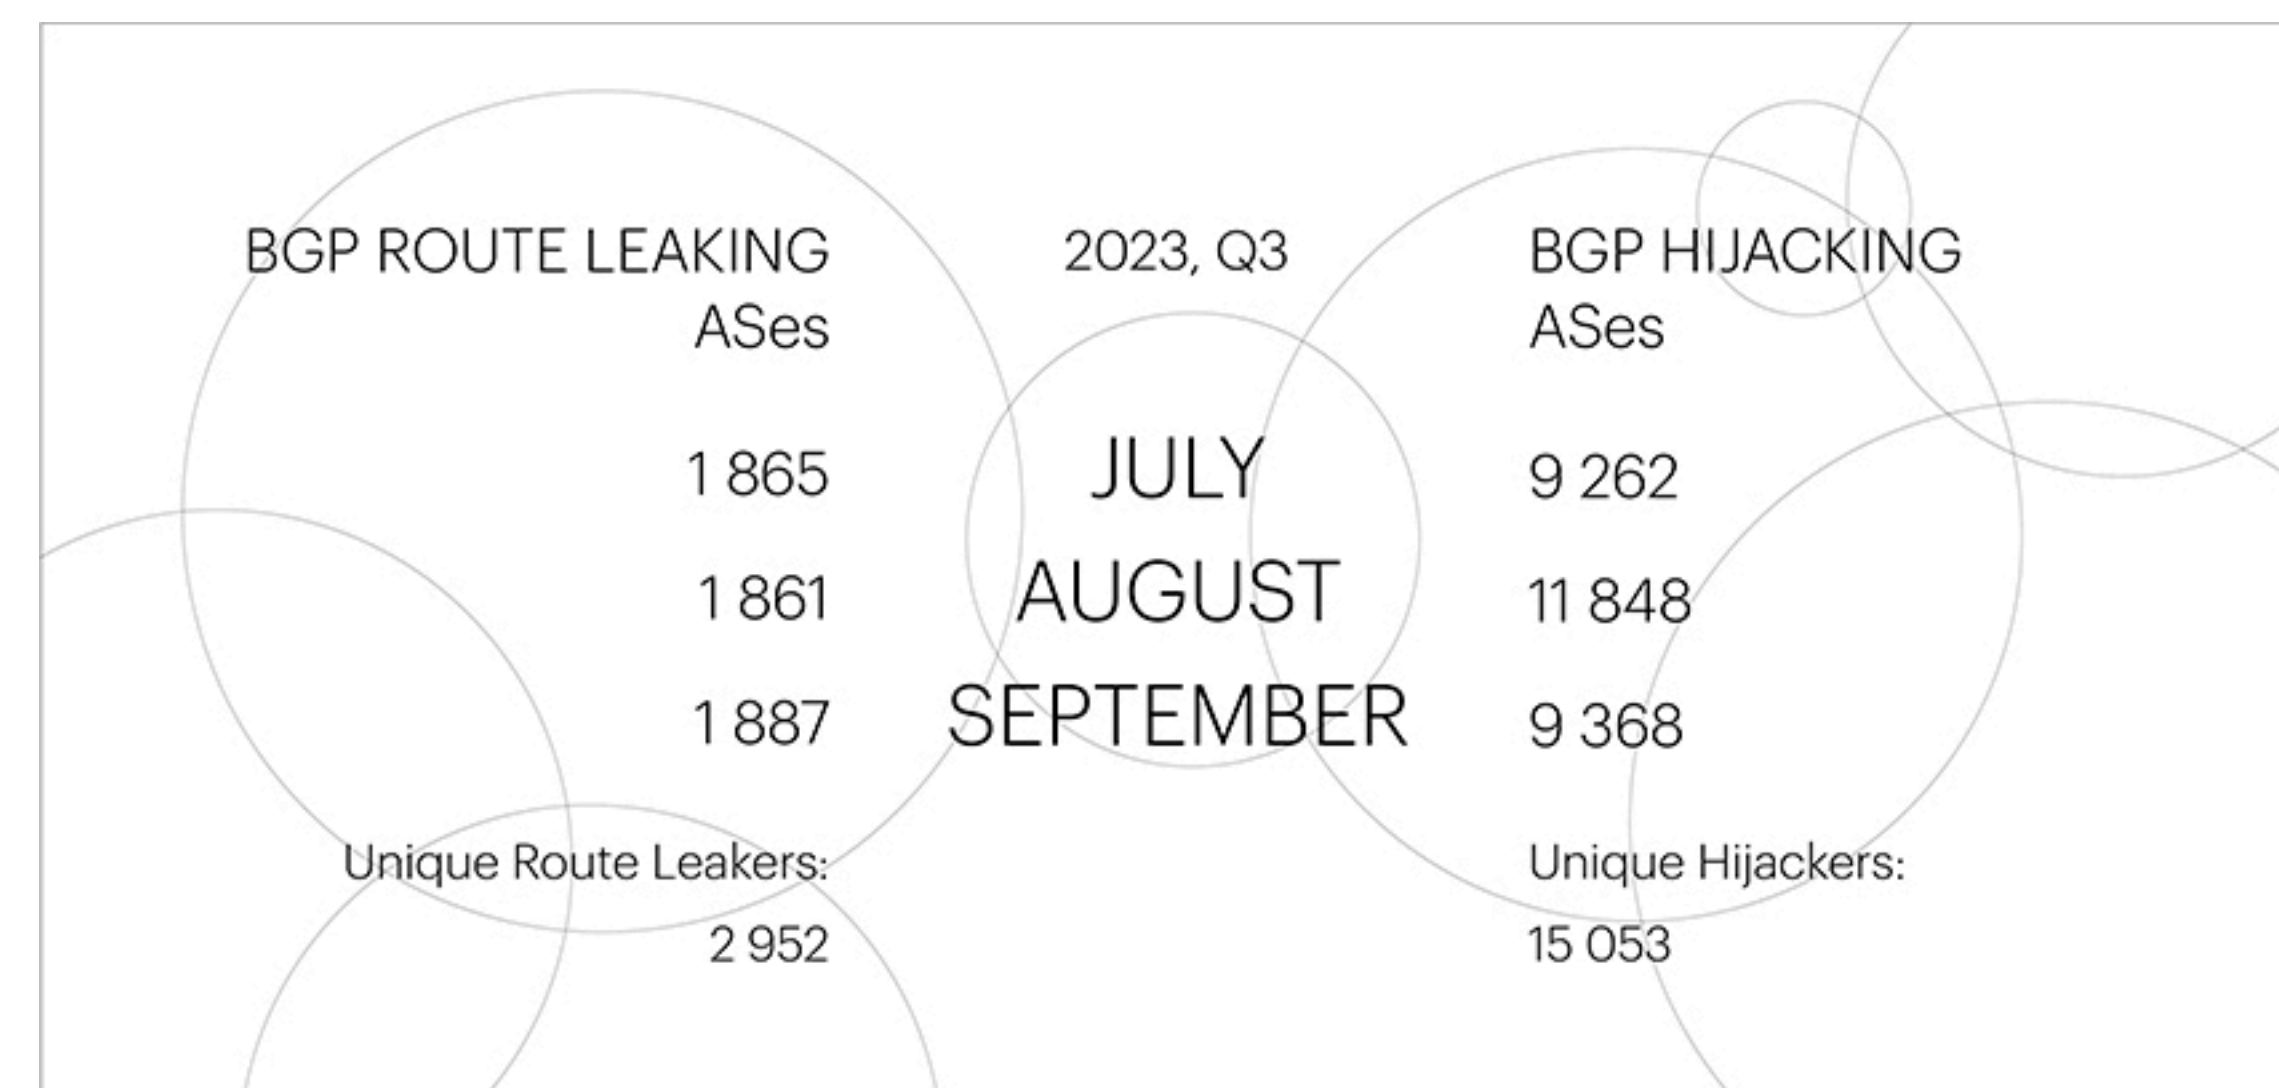 BGP ROUTE LEAKING
ASes
2023, Q3
BGP HIJACKING
ASes
1 865
JULY
9 262
1 861
AUGUST
11 848
1 887
SEPTEMBER
9 368
Unique Route Leakers:
2 952
Unique Hijackers:
15 053